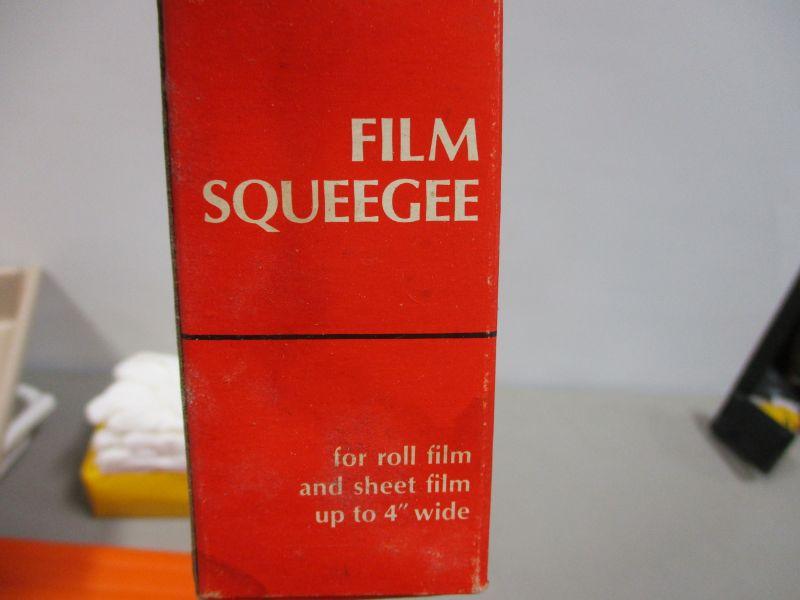 FILM
SQUEEGEE
for roll film
and sheet film
up to 4" wide